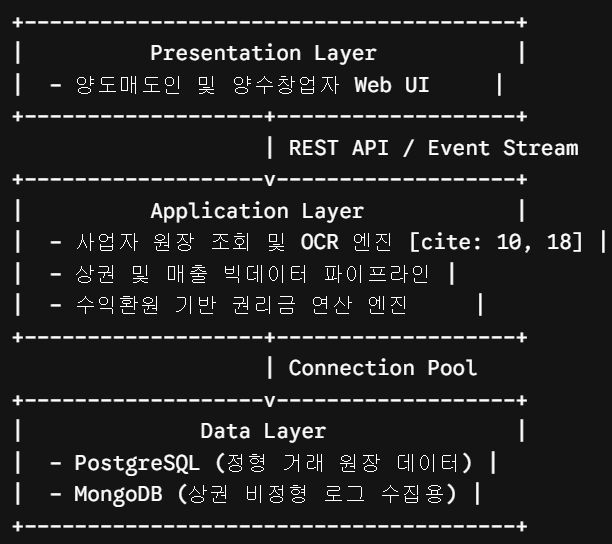 +---------------------------------------+
|          Presentation Layer           |
|  - 양도매도인 및 양수창업자 Web UI     |
+-------------------+-------------------+
                    | REST API / Event Stream
+-------------------v-------------------+
|          Application Layer            |
|  - 사업자 원장 조회 및 OCR 엔진 [cite: 10, 18] |
|  - 상권 및 매출 빅데이터 파이프라인 |
|  - 수익환원 기반 권리금 연산 엔진     |
+-------------------+-------------------+
                    | Connection Pool
+-------------------v-------------------+
|              Data Layer               |
|  - PostgreSQL (정형 거래 원장 데이터) |
|  - MongoDB (상권 비정형 로그 수집용) |
+---------------------------------------+